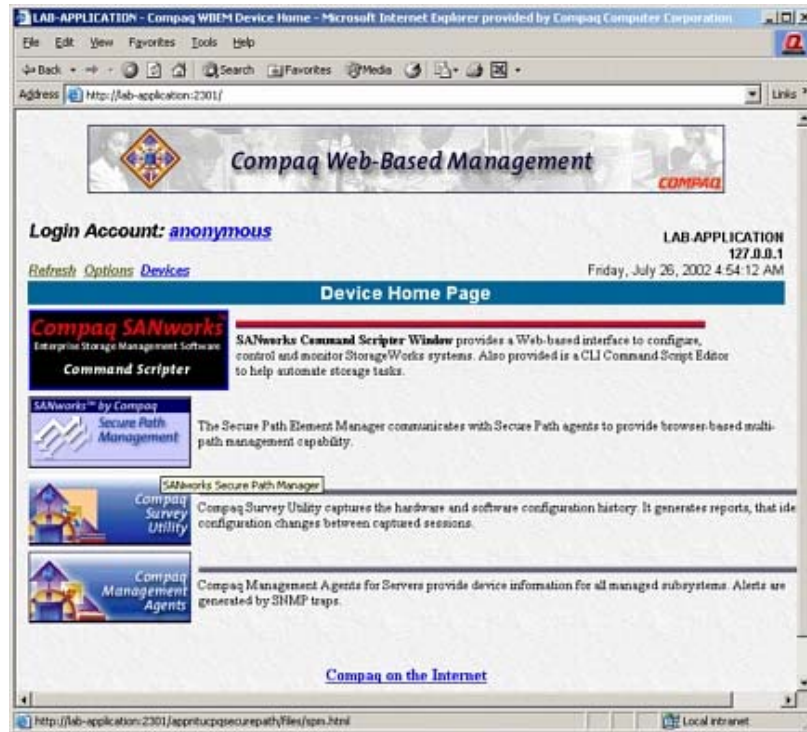 LAB-APPLICATION - Compaq WBEM Device Home - Microsoft Internet Explorer provided by Compaq Computer Corporation
File Edit View Favorites Tools Help
Back Search Favorites Media
Address http://lab-application:2301/ Links
Compaq Web-Based Management
COMPAQ
Login Account: anonymous
LAB-APPLICATION
127.0.0.1
Refresh Options Devices
Friday, July 26, 2002 4:54:12 AM
Device Home Page
Compaq SANworks™
Enterprise Storage Management Software
Command Scripter
SANworks Command Scripter Window provides a Web-based interface to configure,
control and monitor StorageWorks systems. Also provided is a CLI Command Script Editor
to help automate storage tasks.
SANworks™ by Compaq
Secure Path
Management
The Secure Path Element Manager communicates with Secure Path agents to provide browser-based multi-
path management capability.
SANworks Secure Path Manager
Compaq
Survey
Utility
Compaq Survey Utility captures the hardware and software configuration history. It generates reports, that ide
configuration changes between captured sessions.
Compaq
Management
Agents
Compaq Management Agents for Servers provide device information for all managed subsystems. Alerts are
generated by SNMP traps.
Compaq on the Internet
http://lab-application:2301/appntucpqsecurepath/files/spm.html
Local intranet